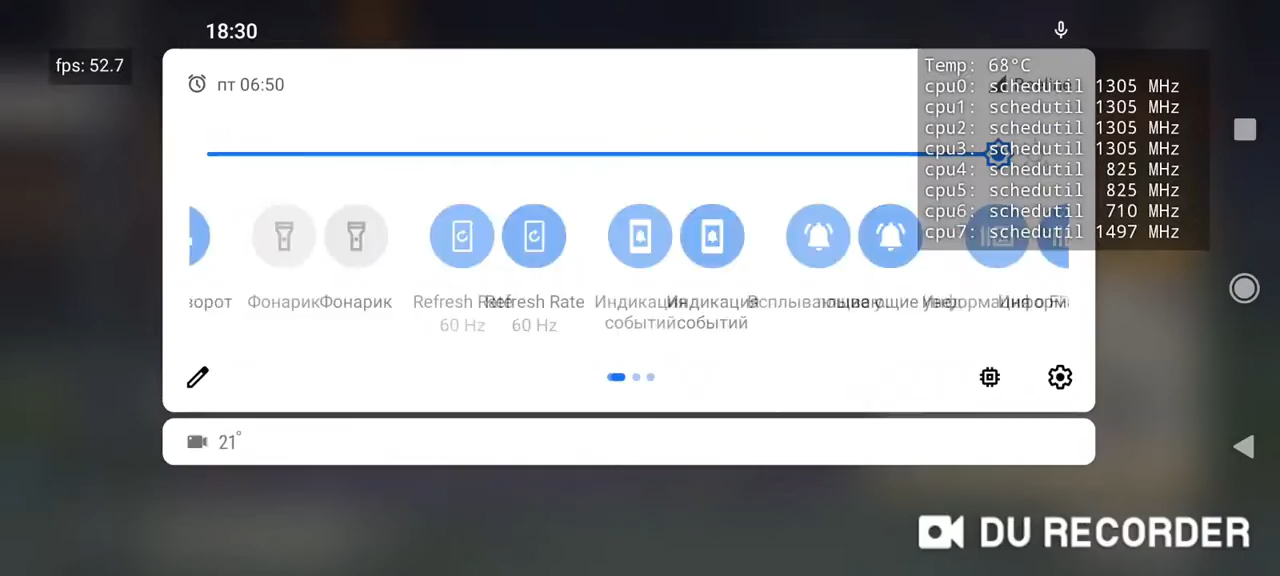 18:30
fps: 52.7
пт 06:50
Temp: 68°C
cpu0: schedutil 1305 MHz
cpu1: schedutil 1305 MHz
cpu2: schedutil 1305 MHz
cpu3: schedutil 1305 MHz
cpu4: schedutil 825 MHz
cpu5: schedutil 825 MHz
cpu6: schedutil 710 MHz
cpu7: schedutil 1497 MHz
ворот Фонарик Фонарик Refresh Rate Refresh Rate Индикация Индикация
60 Hz 60 Hz событий событий
21°
DU RECORDER